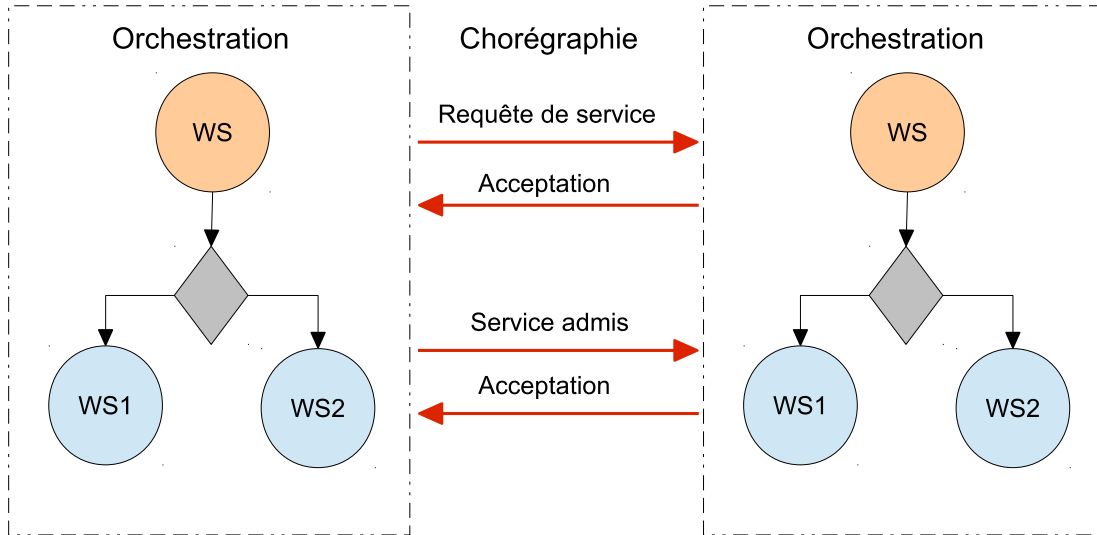 Orchestration
Chorégraphie
Orchestration
WS
Requête de service
WS
Acceptation
Service admis
Acceptation
WS1
WS2
WS1
WS2